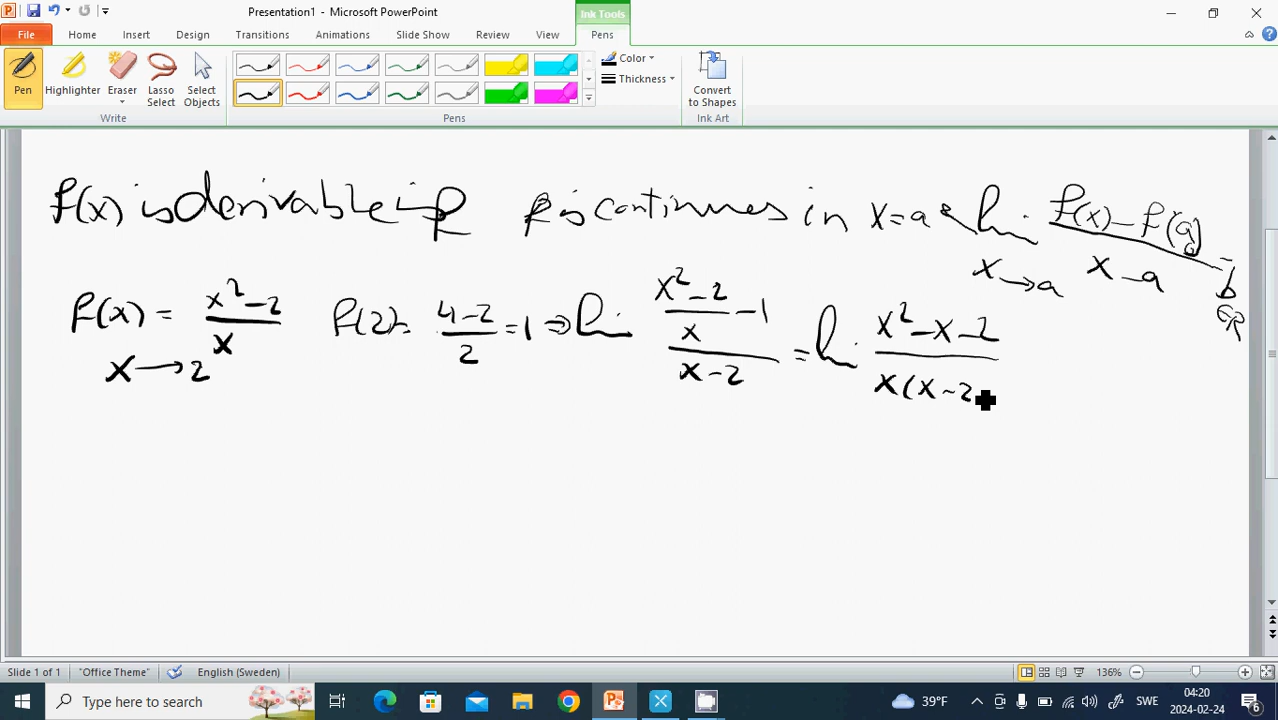 Presentation1 - Microsoft PowerPoint
Ink Tools
File Home Insert Design Transitions Animations Slide Show Review View Pens
Pen Highlighter Eraser Lasso Select Select Objects
Color
Thickness
Convert to Shapes
Write Pens Ink Art
f(x) is derivable in R f is continues in x=a & lim x→a (f(x) - f(a))/(x-a) = b ∈R
f(x) = (x²-2)/x f(2)= (4-2)/2 = 1 ⇒ lim ((x²-2)/x - 1)/(x-2) = lim (x²-x-2)/(x(x-2
x→2
Slide 1 of 1 "Office Theme" English (Sweden) 136%
Type here to search 39°F SWE 04:20
2024-02-24
6